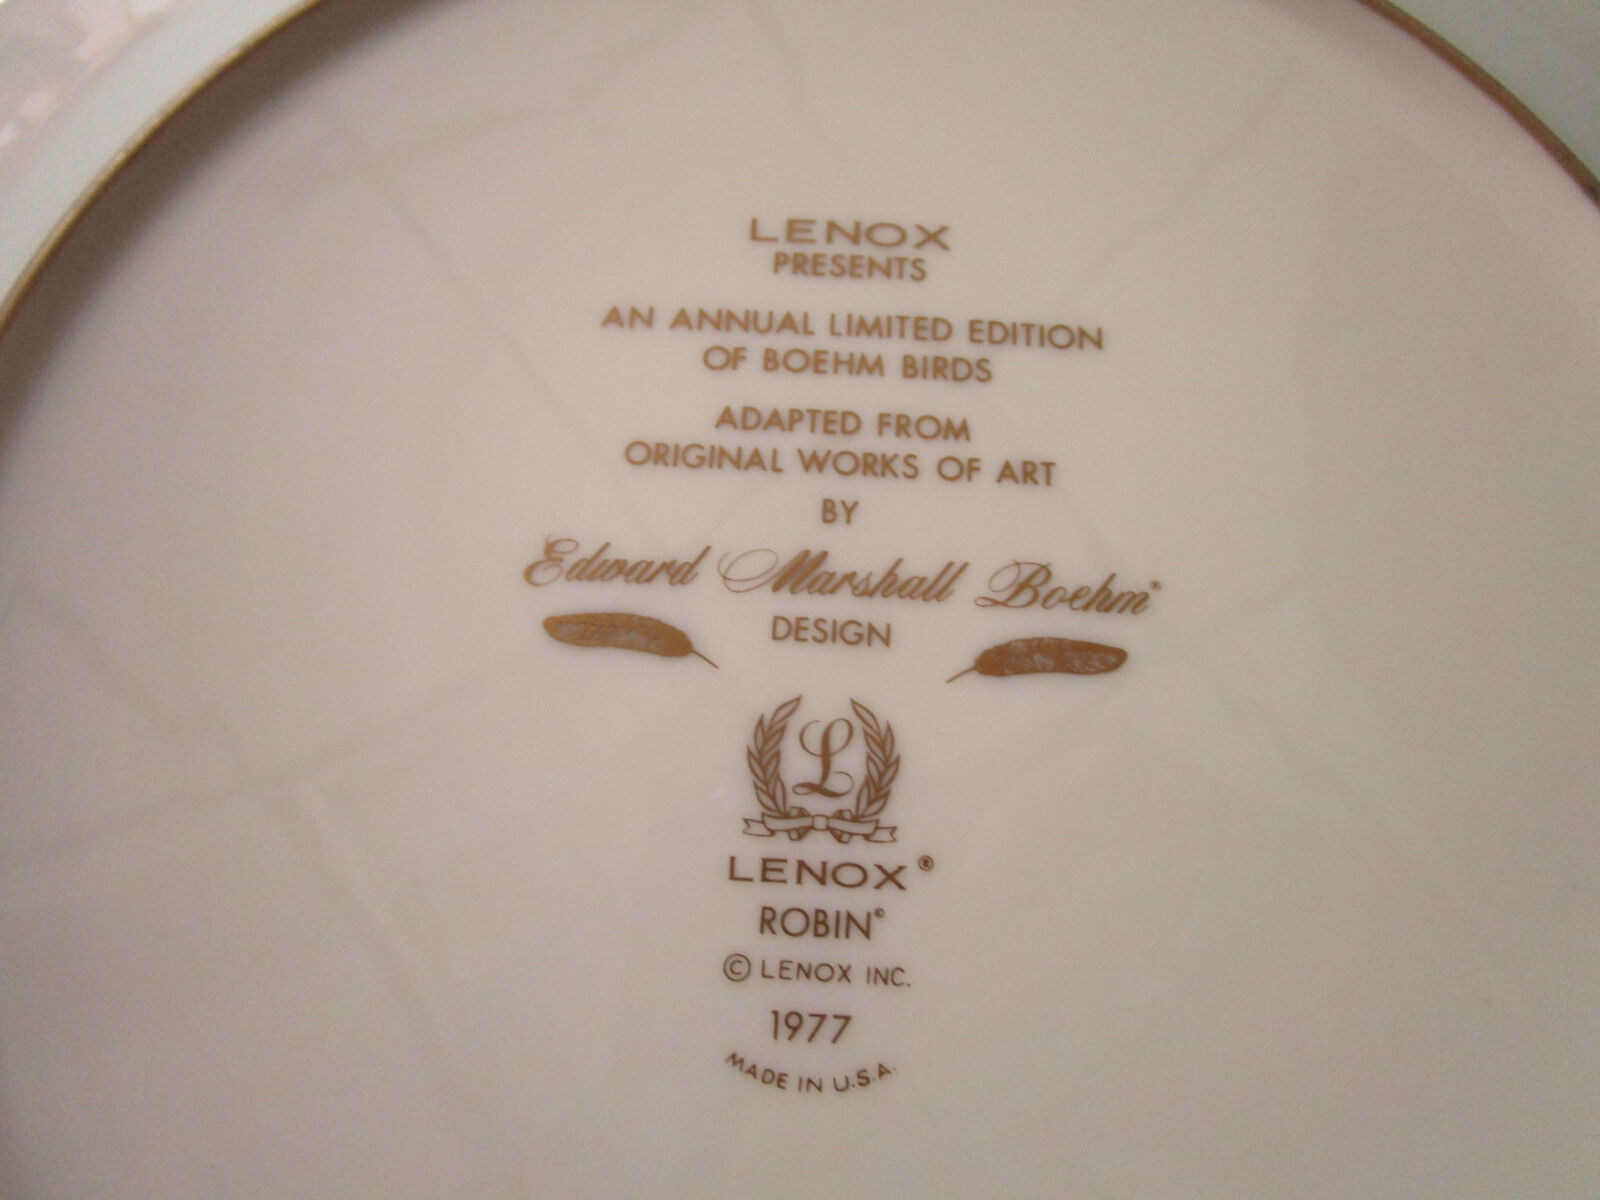 LENOX
PRESENTS
AN ANNUAL LIMITED EDITION
OF BOEHM BIRDS
ADAPTED FROM
ORIGINAL WORKS OF ART
BY
Edward Marshall Boehm®
DESIGN
L
LENOX®
ROBIN©
© LENOX INC.
1977
MADE IN U.S.A.